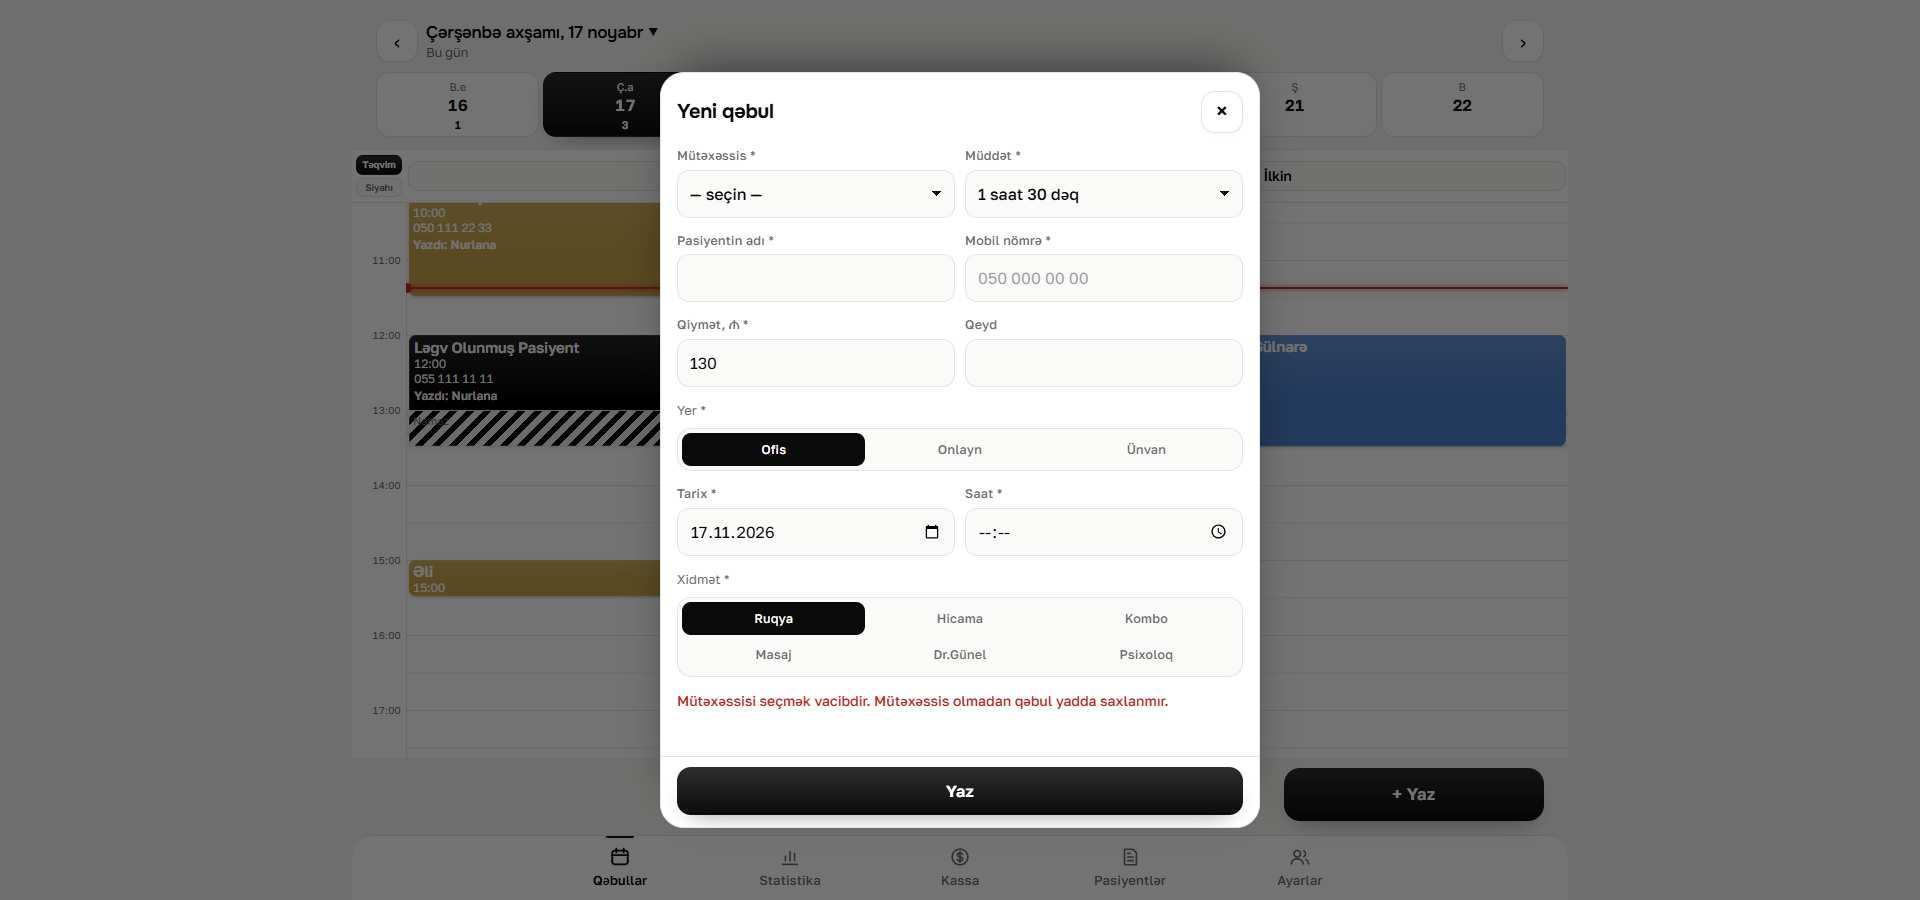 Çərşənbə axşamı, 17 noyabr ▼
Bu gün
B.e
16
1
Ç.a
17
3
Ş
21
B
22
Təqvim
Siyahı
İlkin
10:00
050 111 22 33
Yazdı: Nurlana
11:00
12:00
Ləgv Olunmuş Pasiyent
12:00
055 111 11 11
Yazdı: Nurlana
13:00
14:00
15:00
Əli
15:00
16:00
17:00
Yeni qəbul
×
Mütəxəssis *
Müddət *
— seçin —
1 saat 30 dəq
Pasiyentin adı *
Mobil nömrə *
050 000 00 00
Qiymət, ₼ *
Qeyd
130
Yer *
Ofis
Onlayn
Ünvan
Tarix *
Saat *
17.11.2026
--:--
Xidmət *
Ruqya
Hicama
Kombo
Masaj
Dr.Günel
Psixoloq
Mütəxəssisi seçmək vacibdir. Mütəxəssis olmadan qəbul yadda saxlanmır.
Yaz
+ Yaz
Qəbullar
Statistika
Kassa
Pasiyentlər
Ayarlar